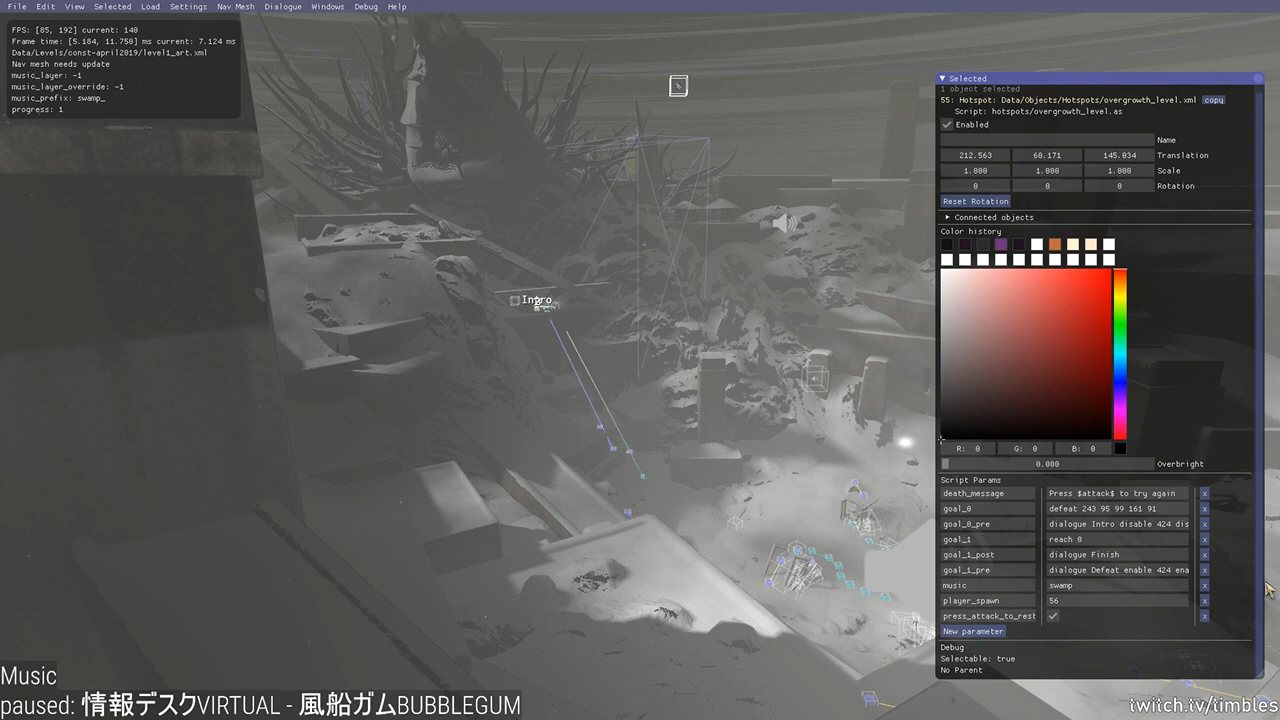 File Edit View Selected Load Settings Nav Mesh Dialogue Windows Debug Help
FPS: [85, 192] current: 140
Frame time: [5.184, 11.758] ms current: 7.124 ms
Data/Levels/const-april2019/level1_art.xml
Nav mesh needs update
music_layer: -1
music_layer_override: -1
music_prefix: swamp_
progress: 1
Intro
Selected
1 object selected
55: Hotspot: Data/Objects/Hotspots/overgrowth_level.xml copy
Script: hotspots/overgrowth_level.as
Enabled
Name
212.563 60.171 145.034 Translation
1.000 1.000 1.000 Scale
0 0 0 Rotation
Reset Rotation
Connected objects
Color history
R: 0 G: 0 B: 0
0.000 Overbright
Script Params
death_message Press $attack$ to try again x
goal_0 defeat 243 95 99 161 91 x
goal_0_pre dialogue Intro disable 424 dis x
goal_1 reach 0 x
goal_1_post dialogue Finish x
goal_1_pre dialogue Defeat enable 424 ena x
music swamp x
player_spawn 56 x
press_attack_to_rest x
New parameter
Debug
Selectable: true
No Parent
Music
paused: 情報デスクVIRTUAL - 風船ガムBUBBLEGUM
twitch.tv/timbles